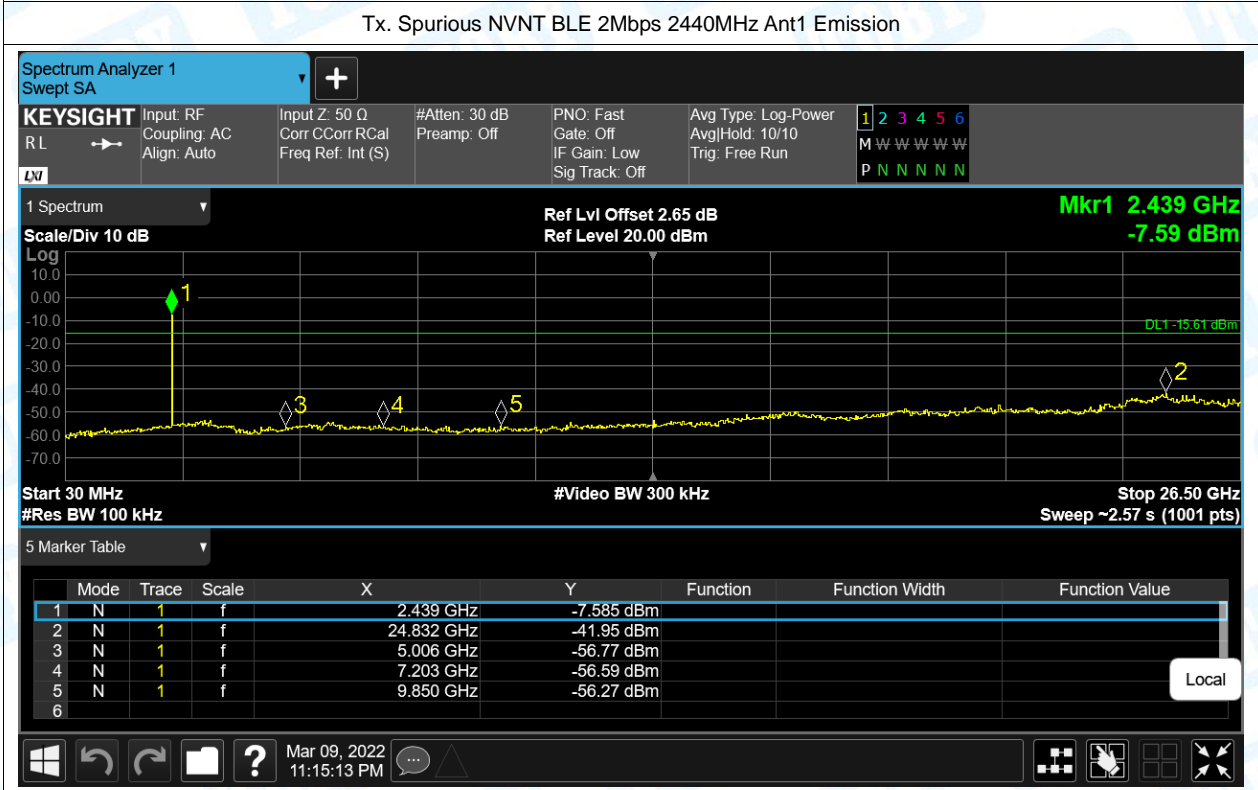 Tx. Spurious NVNT BLE 2Mbps 2440MHz Ant1 Emission
Spectrum Analyzer 1
Swept SA
+
KEYSIGHT
RL
LXI
Input: RF
Coupling: AC
Align: Auto
Input Z: 50 Ω
Corr CCorr RCal
Freq Ref: Int (S)
#Atten: 30 dB
Preamp: Off
PNO: Fast
Gate: Off
IF Gain: Low
Sig Track: Off
Avg Type: Log-Power
Avg|Hold: 10/10
Trig: Free Run
1 2 3 4 5 6
M W W W W W
P N N N N N
1 Spectrum
Scale/Div 10 dB
Ref Lvl Offset 2.65 dB
Ref Level 20.00 dBm
Mkr1 2.439 GHz
-7.59 dBm
Log
10.0
0.00
-10.0
-20.0
-30.0
-40.0
-50.0
-60.0
-70.0
1
DL1 -15.61 dBm
2
3
4
5
Start 30 MHz
#Res BW 100 kHz
#Video BW 300 kHz
Stop 26.50 GHz
Sweep ~2.57 s (1001 pts)
5 Marker Table
Mode Trace Scale X Y Function Function Width Function Value
1 N 1 f 2.439 GHz -7.585 dBm
2 N 1 f 24.832 GHz -41.95 dBm
3 N 1 f 5.006 GHz -56.77 dBm
4 N 1 f 7.203 GHz -56.59 dBm
5 N 1 f 9.850 GHz -56.27 dBm
6
Local
?
Mar 09, 2022
11:15:13 PM